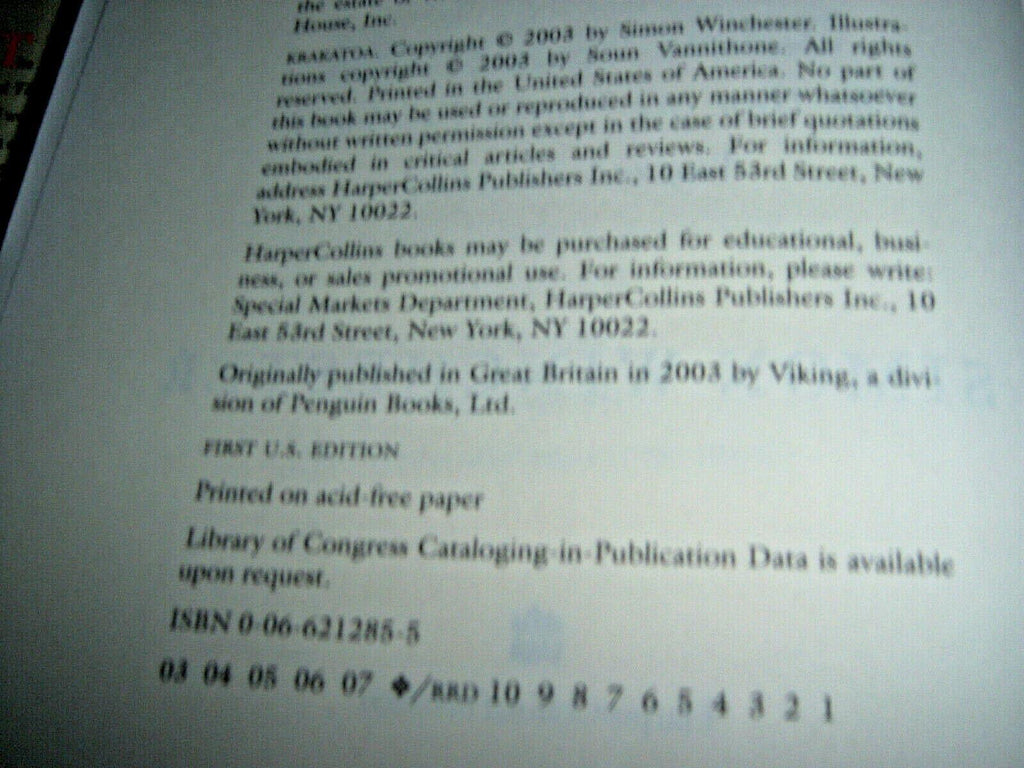 the estate of
House, Inc.
KRAKATOA. Copyright © 2003 by Simon Winchester. Illustra-
tions copyright © 2003 by Soun Vannithone. All rights
reserved. Printed in the United States of America. No part of
this book may be used or reproduced in any manner whatsoever
without written permission except in the case of brief quotations
embodied in critical articles and reviews. For information,
address HarperCollins Publishers Inc., 10 East 53rd Street, New
York, NY 10022.
HarperCollins books may be purchased for educational, busi-
ness, or sales promotional use. For information, please write:
Special Markets Department, HarperCollins Publishers Inc., 10
East 53rd Street, New York, NY 10022.
Originally published in Great Britain in 2003 by Viking, a divi-
sion of Penguin Books, Ltd.
FIRST U.S. EDITION
Printed on acid-free paper
Library of Congress Cataloging-in-Publication Data is available
upon request.
ISBN 0-06-621285-5
03 04 05 06 07 ❖/RRD 10 9 8 7 6 5 4 3 2 1